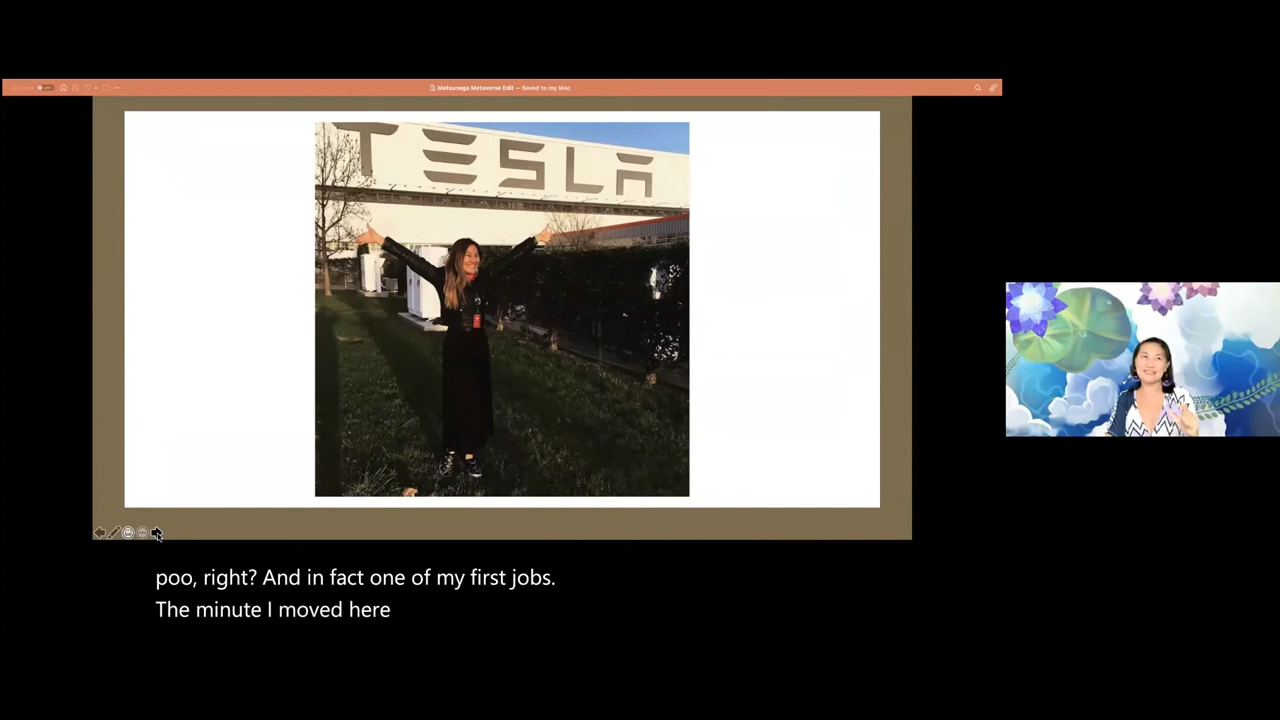 Matsunaga Metaverse Edit — Saved to my Mac
TESLA
poo, right? And in fact one of my first jobs.
The minute I moved here